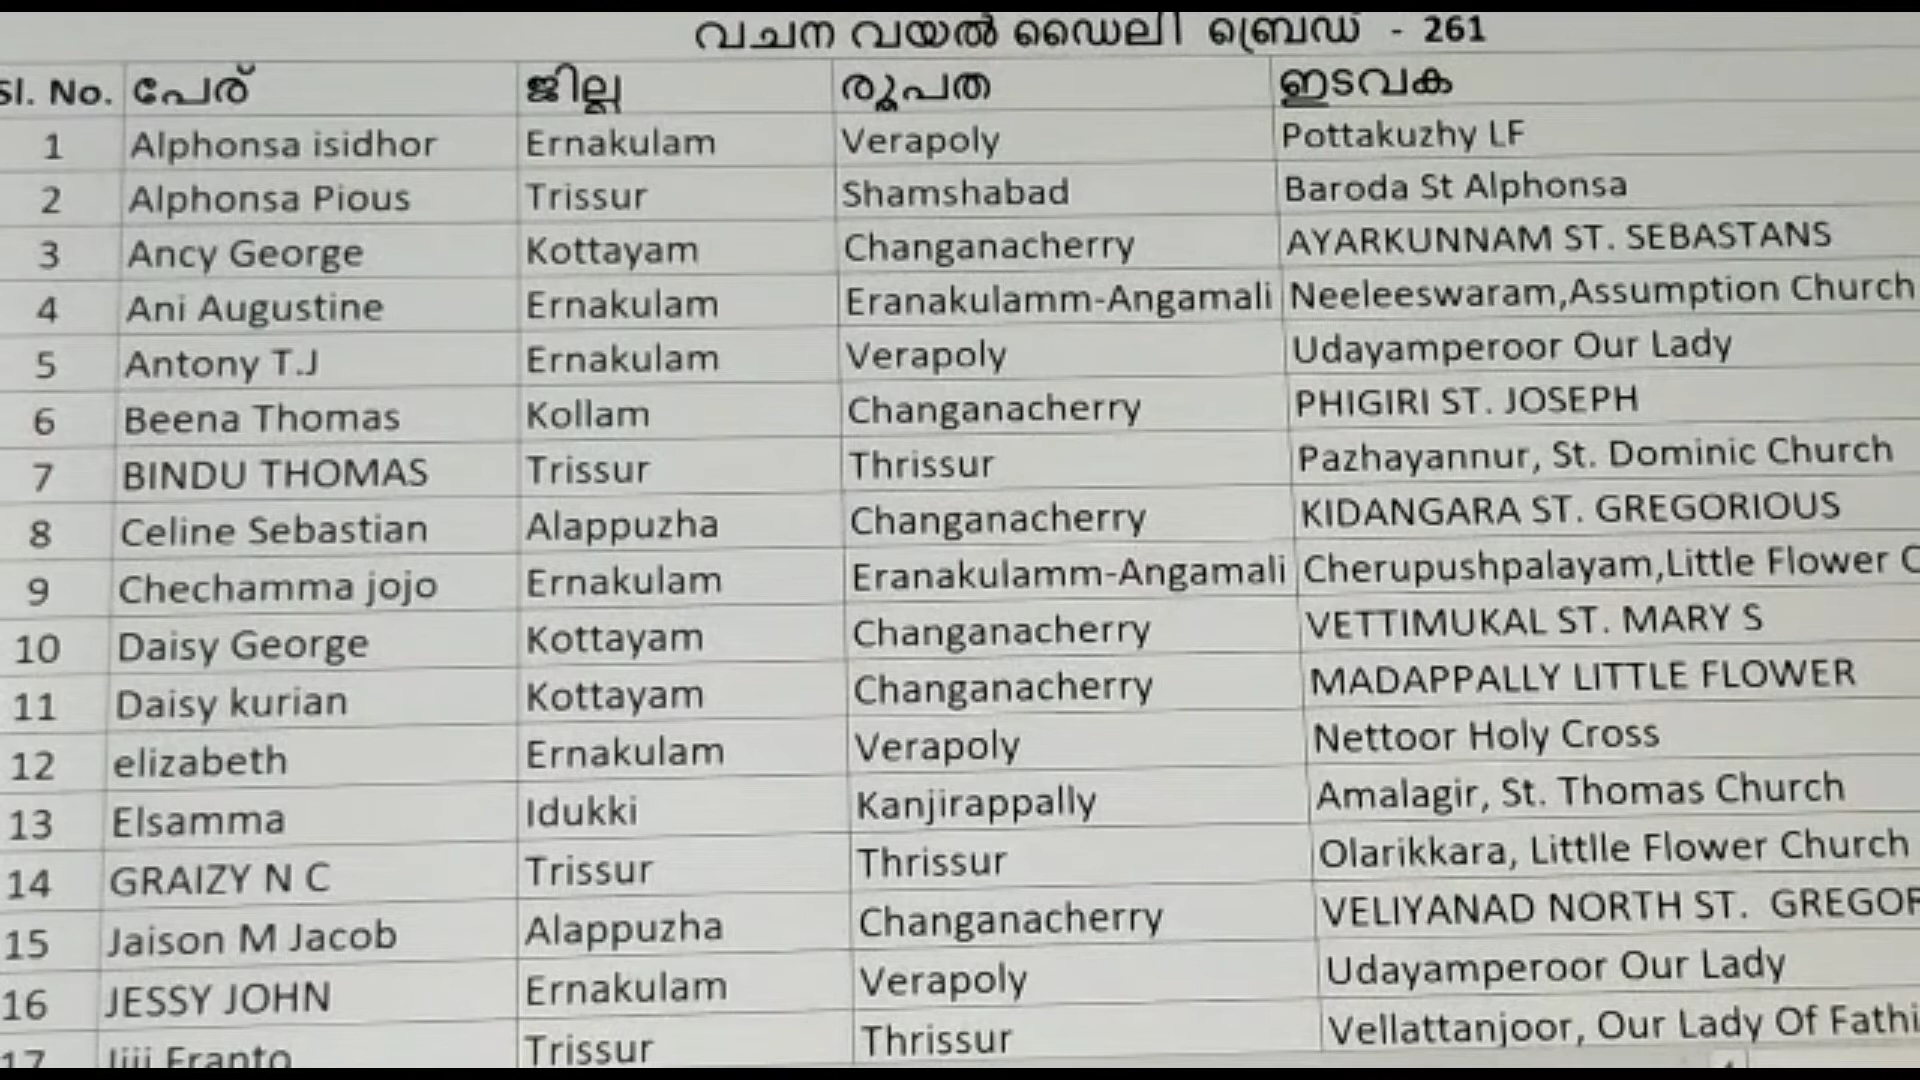 വചന വയൽ ഡൈലി ബ്രെഡ് - 261
Sl. No. പേര് ജില്ല രൂപത ഇടവക
1 Alphonsa isidhor Ernakulam Verapoly Pottakuzhy LF
2 Alphonsa Pious Trissur Shamshabad Baroda St Alphonsa
3 Ancy George Kottayam Changanacherry AYARKUNNAM ST. SEBASTANS
4 Ani Augustine Ernakulam Eranakulamm-Angamali Neeleeswaram,Assumption Church
5 Antony T.J Ernakulam Verapoly Udayamperoor Our Lady
6 Beena Thomas Kollam Changanacherry PHIGIRI ST. JOSEPH
7 BINDU THOMAS Trissur Thrissur Pazhayannur, St. Dominic Church
8 Celine Sebastian Alappuzha Changanacherry KIDANGARA ST. GREGORIOUS
9 Chechamma jojo Ernakulam Eranakulamm-Angamali Cherupushpalayam,Little Flower C
10 Daisy George Kottayam Changanacherry VETTIMUKAL ST. MARY S
11 Daisy kurian Kottayam Changanacherry MADAPPALLY LITTLE FLOWER
12 elizabeth Ernakulam Verapoly Nettoor Holy Cross
13 Elsamma Idukki Kanjirappally Amalagir, St. Thomas Church
14 GRAIZY N C Trissur Thrissur Olarikkara, Littlle Flower Church
15 Jaison M Jacob Alappuzha Changanacherry VELIYANAD NORTH ST. GREGOR
16 JESSY JOHN Ernakulam Verapoly Udayamperoor Our Lady
17 Jiji Franto Trissur Thrissur Vellattanjoor, Our Lady Of Fathi